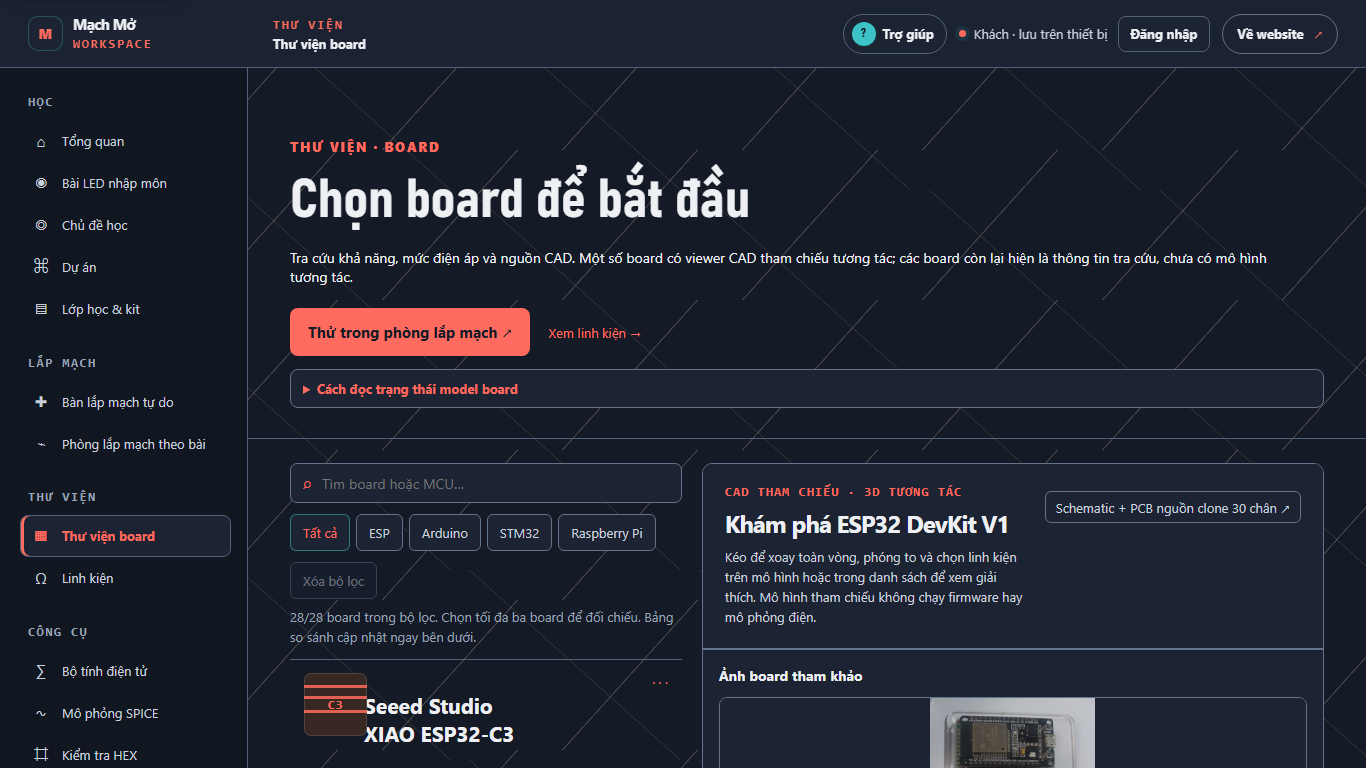 M
Mạch Mở
WORKSPACE
THƯ VIỆN
Thư viện board
? Trợ giúp
Khách · lưu trên thiết bị
Đăng nhập
Về website ↗
HỌC
Tổng quan
Bài LED nhập môn
Chủ đề học
Dự án
Lớp học & kit
LẮP MẠCH
Bàn lắp mạch tự do
Phòng lắp mạch theo bài
THƯ VIỆN
Thư viện board
Linh kiện
CÔNG CỤ
Bộ tính điện tử
Mô phỏng SPICE
Kiểm tra HEX
THƯ VIỆN · BOARD
Chọn board để bắt đầu
Tra cứu khả năng, mức điện áp và nguồn CAD. Một số board có viewer CAD tham chiếu tương tác; các board còn lại hiện là thông tin tra cứu, chưa có mô hình
tương tác.
Thử trong phòng lắp mạch ↗
Xem linh kiện →
Cách đọc trạng thái model board
Tìm board hoặc MCU...
Tất cả
ESP
Arduino
STM32
Raspberry Pi
Xóa bộ lọc
28/28 board trong bộ lọc. Chọn tối đa ba board để đối chiếu. Bảng
so sánh cập nhật ngay bên dưới.
C3
Seeed Studio
XIAO ESP32-C3
...
CAD THAM CHIẾU · 3D TƯƠNG TÁC
Khám phá ESP32 DevKit V1
Kéo để xoay toàn vòng, phóng to và chọn linh kiện
trên mô hình hoặc trong danh sách để xem giải
thích. Mô hình tham chiếu không chạy firmware hay
mô phỏng điện.
Schematic + PCB nguồn clone 30 chân ↗
Ảnh board tham khảo